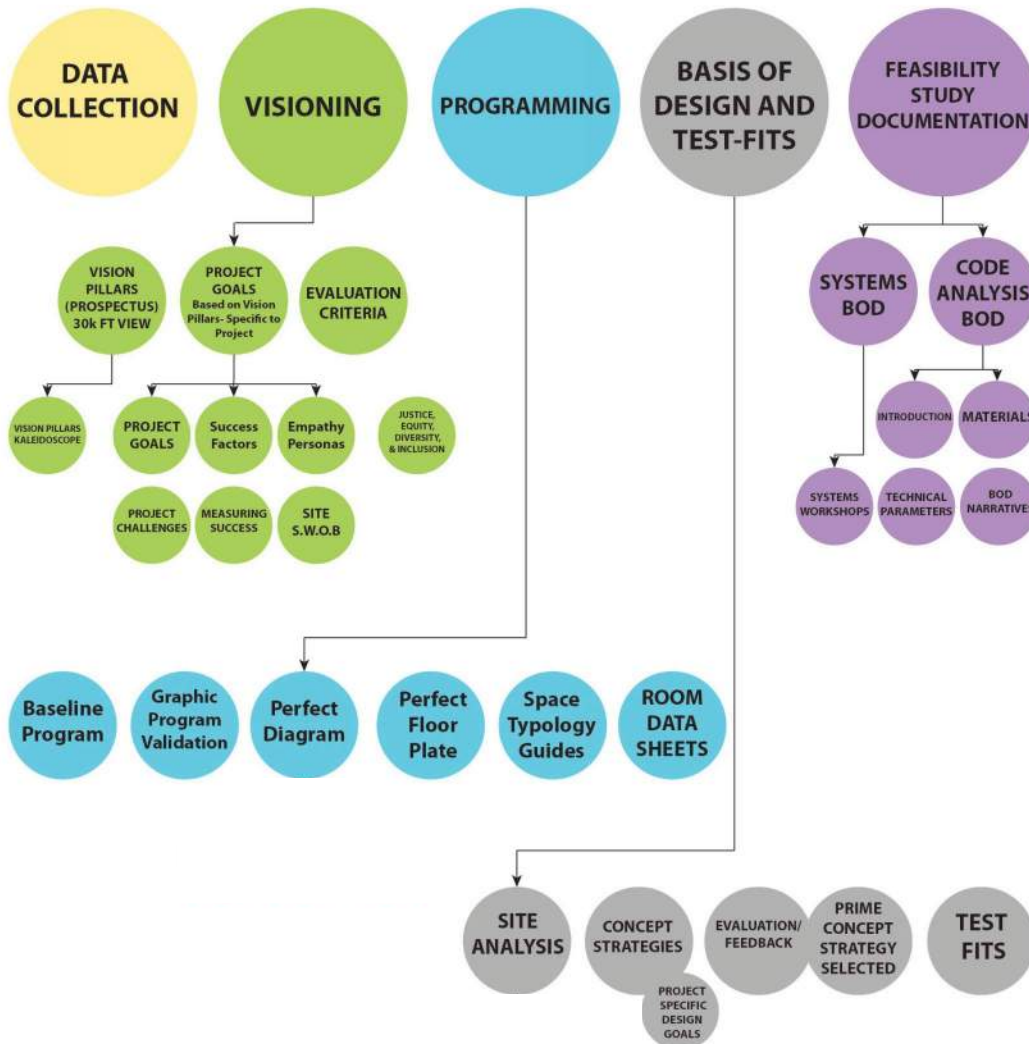 DATA
COLLECTION
VISIONING
PROGRAMMING
BASIS OF
DESIGN AND
TEST-FITS
FEASIBILITY
STUDY
DOCUMENTATION
VISION
PILLARS
(PROSPECTUS)
30k FT VIEW
PROJECT
GOALS
Based on Vision
Pillars- Specific to
Project
EVALUATION
CRITERIA
SYSTEMS
BOD
CODE
ANALYSIS
BOD
VISION PILLARS
KALEIDOSCOPE
PROJECT
GOALS
Success
Factors
Empathy
Personas
JUSTICE,
EQUITY,
DIVERSITY,
& INCLUSION
INTRODUCTION
MATERIALS
PROJECT
CHALLENGES
MEASURING
SUCCESS
SITE
S.W.O.B
SYSTEMS
WORKSHOPS
TECHNICAL
PARAMETERS
BOD
NARRATIVES
Baseline
Program
Graphic
Program
Validation
Perfect
Diagram
Perfect
Floor
Plate
Space
Typology
Guides
ROOM
DATA
SHEETS
SITE
ANALYSIS
CONCEPT
STRATEGIES
EVALUATION/
FEEDBACK
PRIME
CONCEPT
STRATEGY
SELECTED
TEST
FITS
PROJECT
SPECIFIC
DESIGN
GOALS